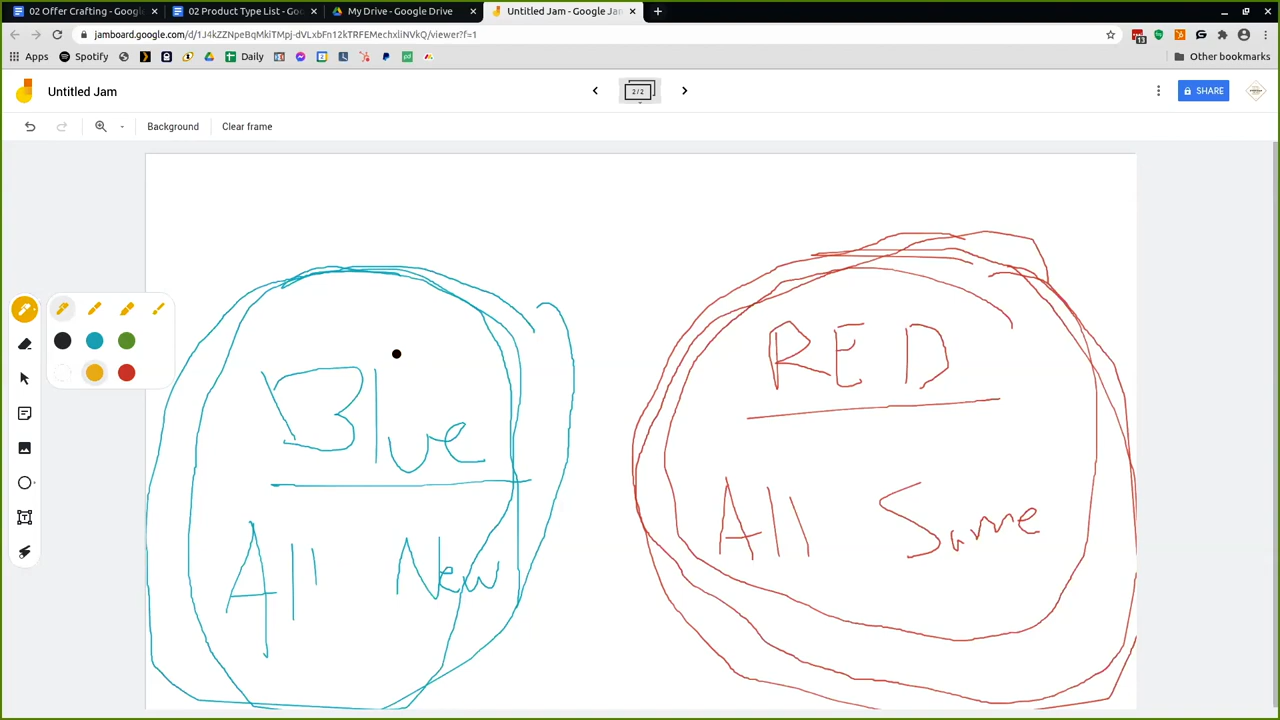 02 Offer Crafting - Google
02 Product Type List - Goo
My Drive - Google Drive
Untitled Jam - Google Jam
jamboard.google.com/d/1J4kZZNpeBqMkiTMpj-dVLxbFn12kTRFEMechxliNVkQ/viewer?f=1
Apps
Spotify
Daily
Other bookmarks
Untitled Jam
2/2
SHARE
Background
Clear frame
Blue
All New
RED
All Same